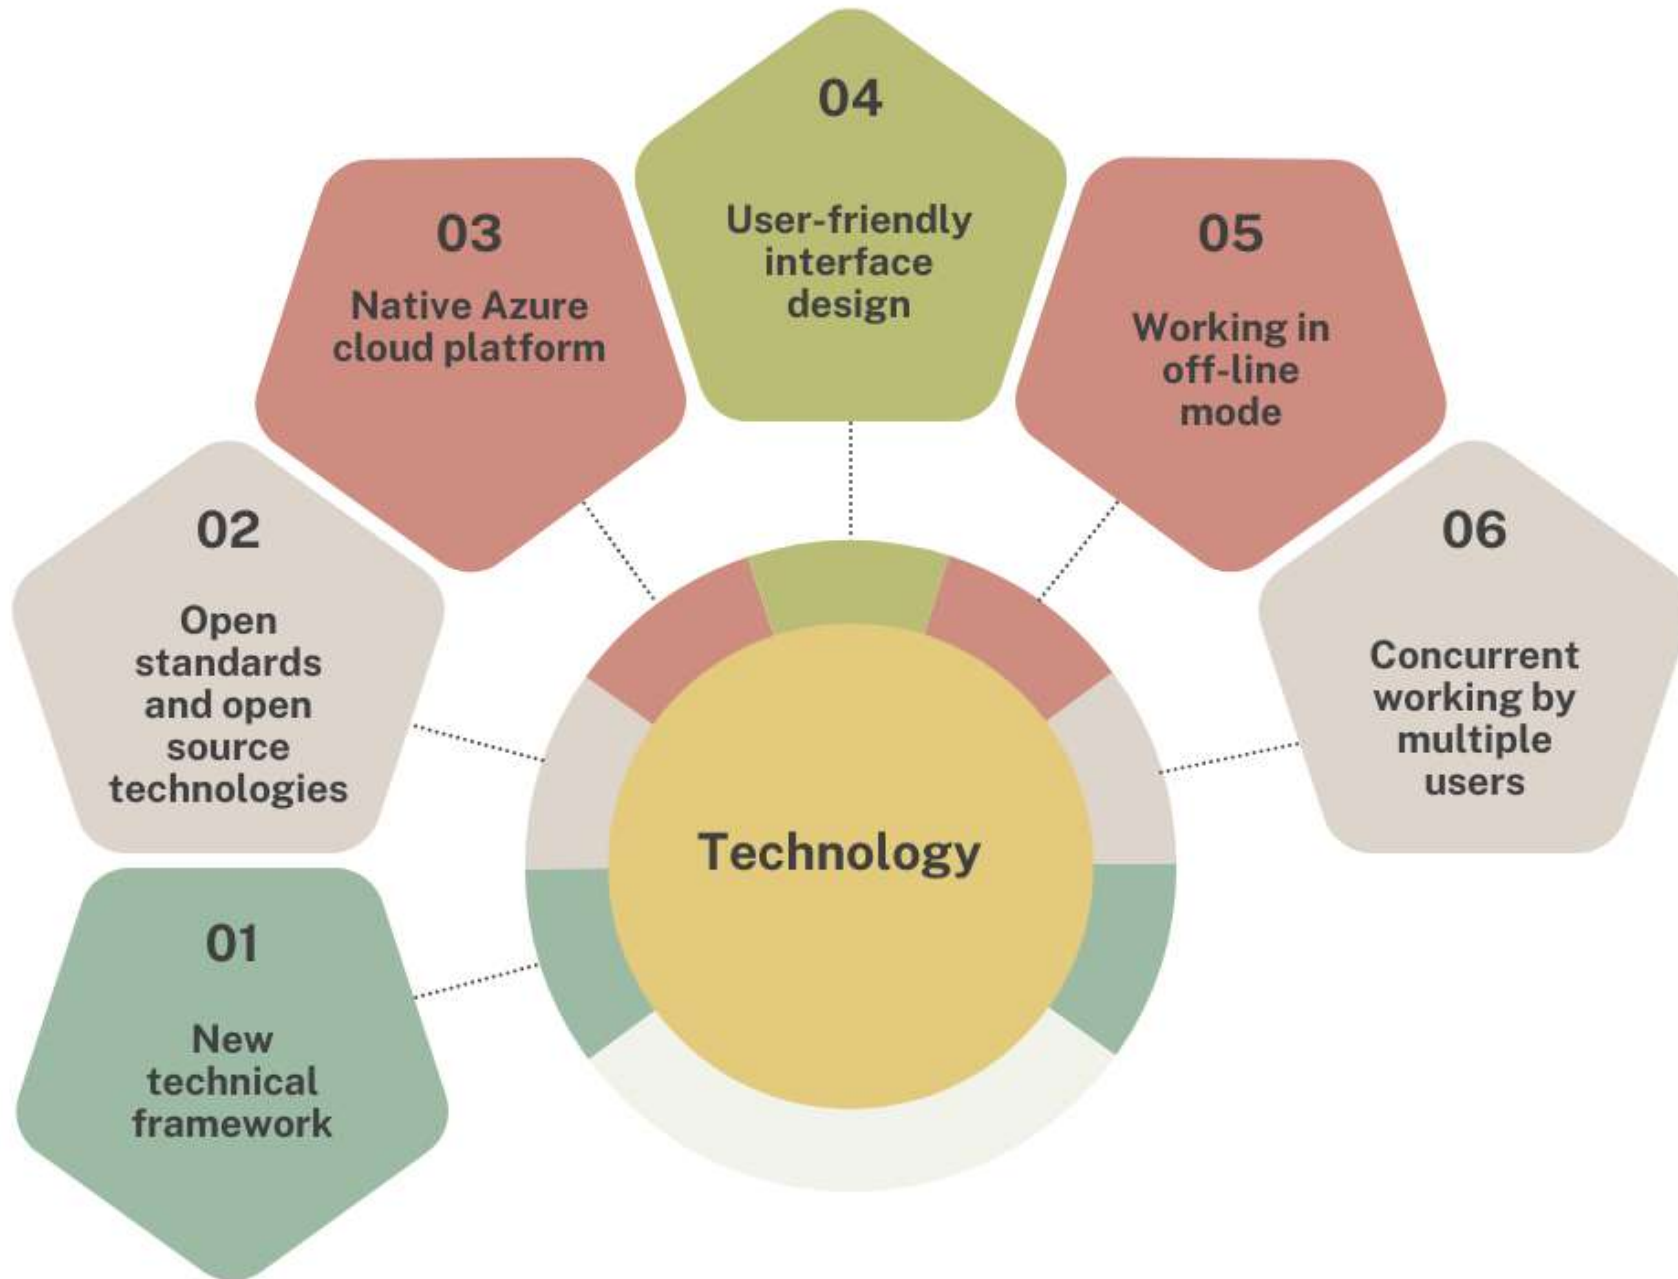 04
User-friendly
interface
design
03
Native Azure
cloud platform
05
Working in
off-line
mode
02
Open
standards
and open
source
technologies
06
Concurrent
working by
multiple
users
Technology
01
New
technical
framework